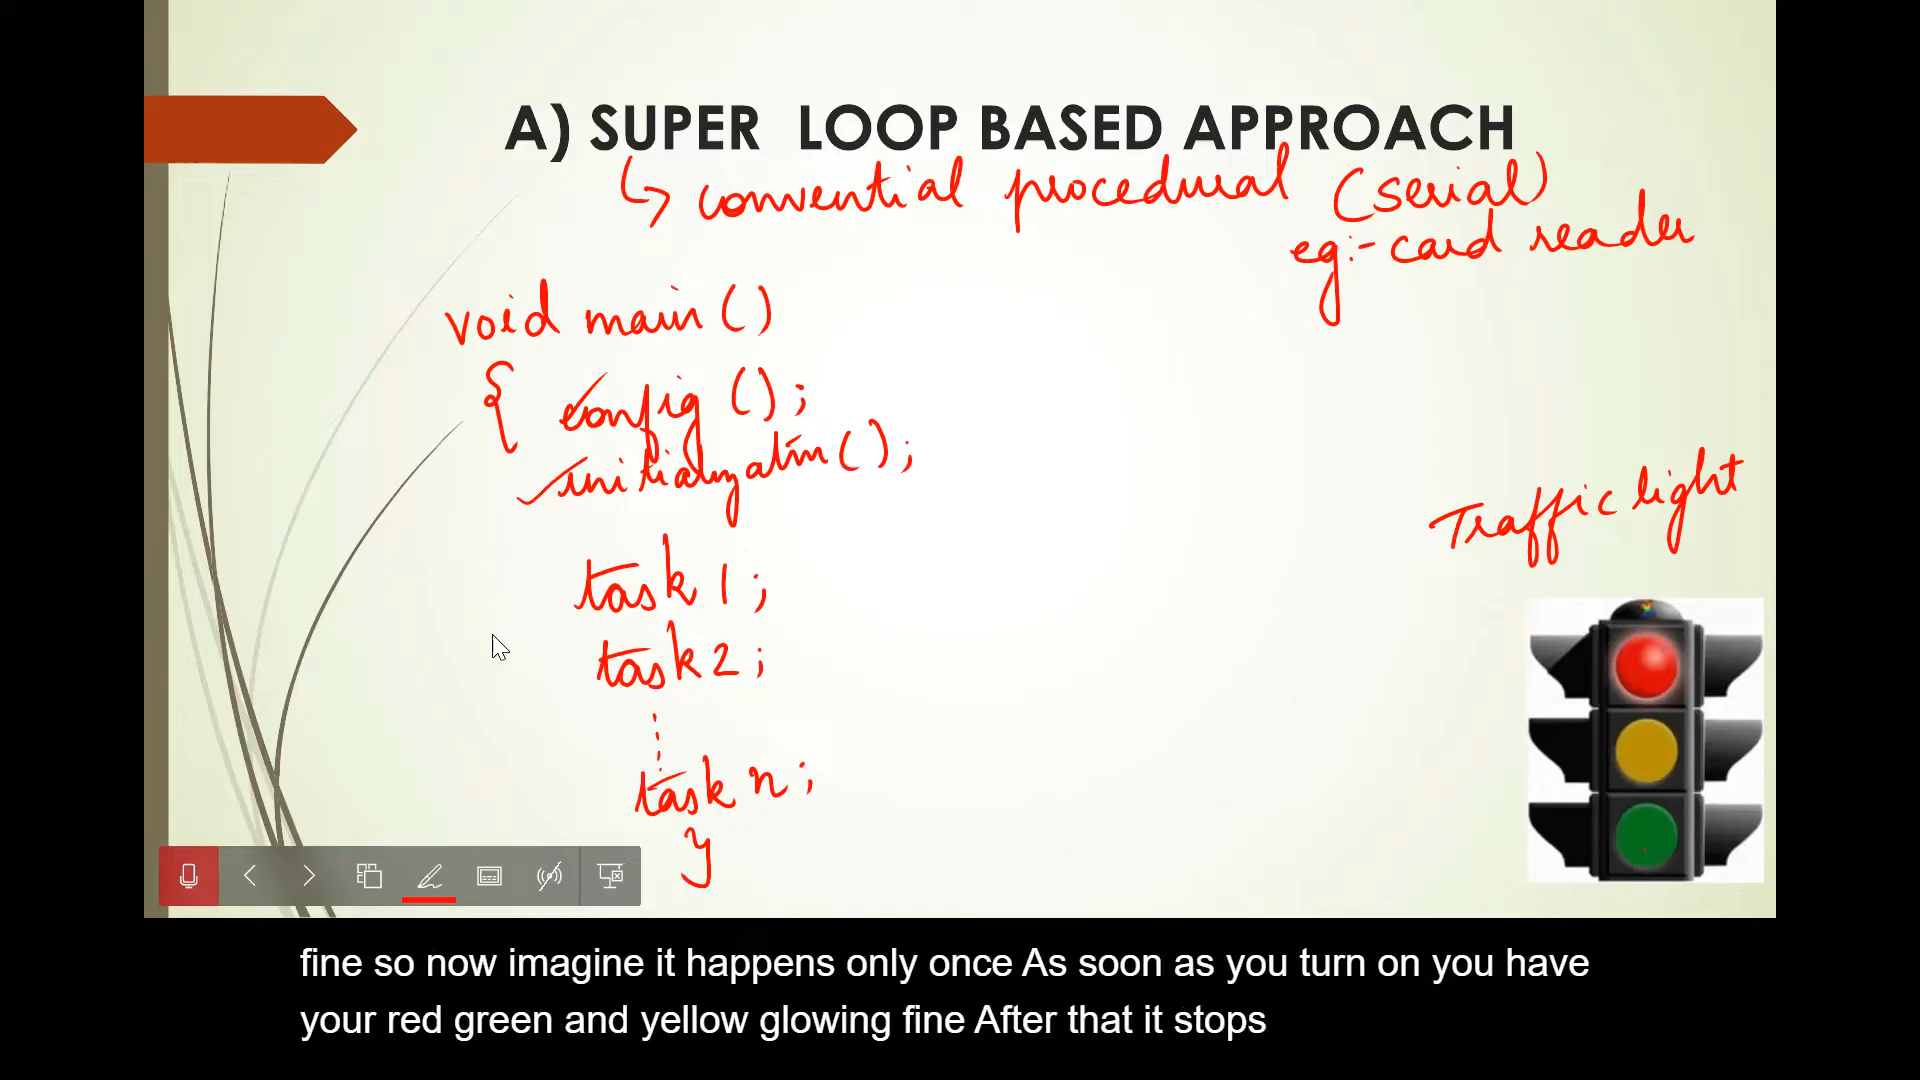 A) SUPER LOOP BASED APPROACH
↳ convential procedural (serial)
eg:- card reader
void main ()
{ config ();
initialization ();
Traffic light
task 1;
task 2;
task n;
}
fine so now imagine it happens only once As soon as you turn on you have
your red green and yellow glowing fine After that it stops